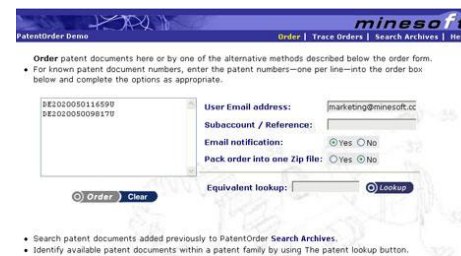 minesoft
PatentOrder Demo
Order | Trace Orders | Search Archives | He
Order patent documents here or by one of the alternative methods described below the order form.
• For known patent document numbers, enter the patent numbers—one per line—into the order box
below and complete the options as appropriate.
DE202005011659U
DE202005009817U
User Email address: marketing@minesoft.cc
Subaccount / Reference:
Email notification: Yes No
Pack order into one Zip file: Yes No
Order Clear
Equivalent lookup: Lookup
• Search patent documents added previously to PatentOrder Search Archives.
• Identify available patent documents within a patent family by using The patent lookup button.